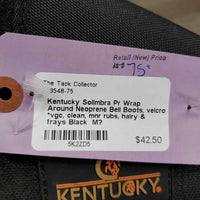 Retail (New) Price
$75
The Tack Collector
9548-75
Kentucky Solimbra Pr Wrap
Around Neoprene Bell Boots, velcro
*vgc, clean, mnr rubs, hairy &
frays Black M?
$42.50
5K2ZD5
KENTUCKY